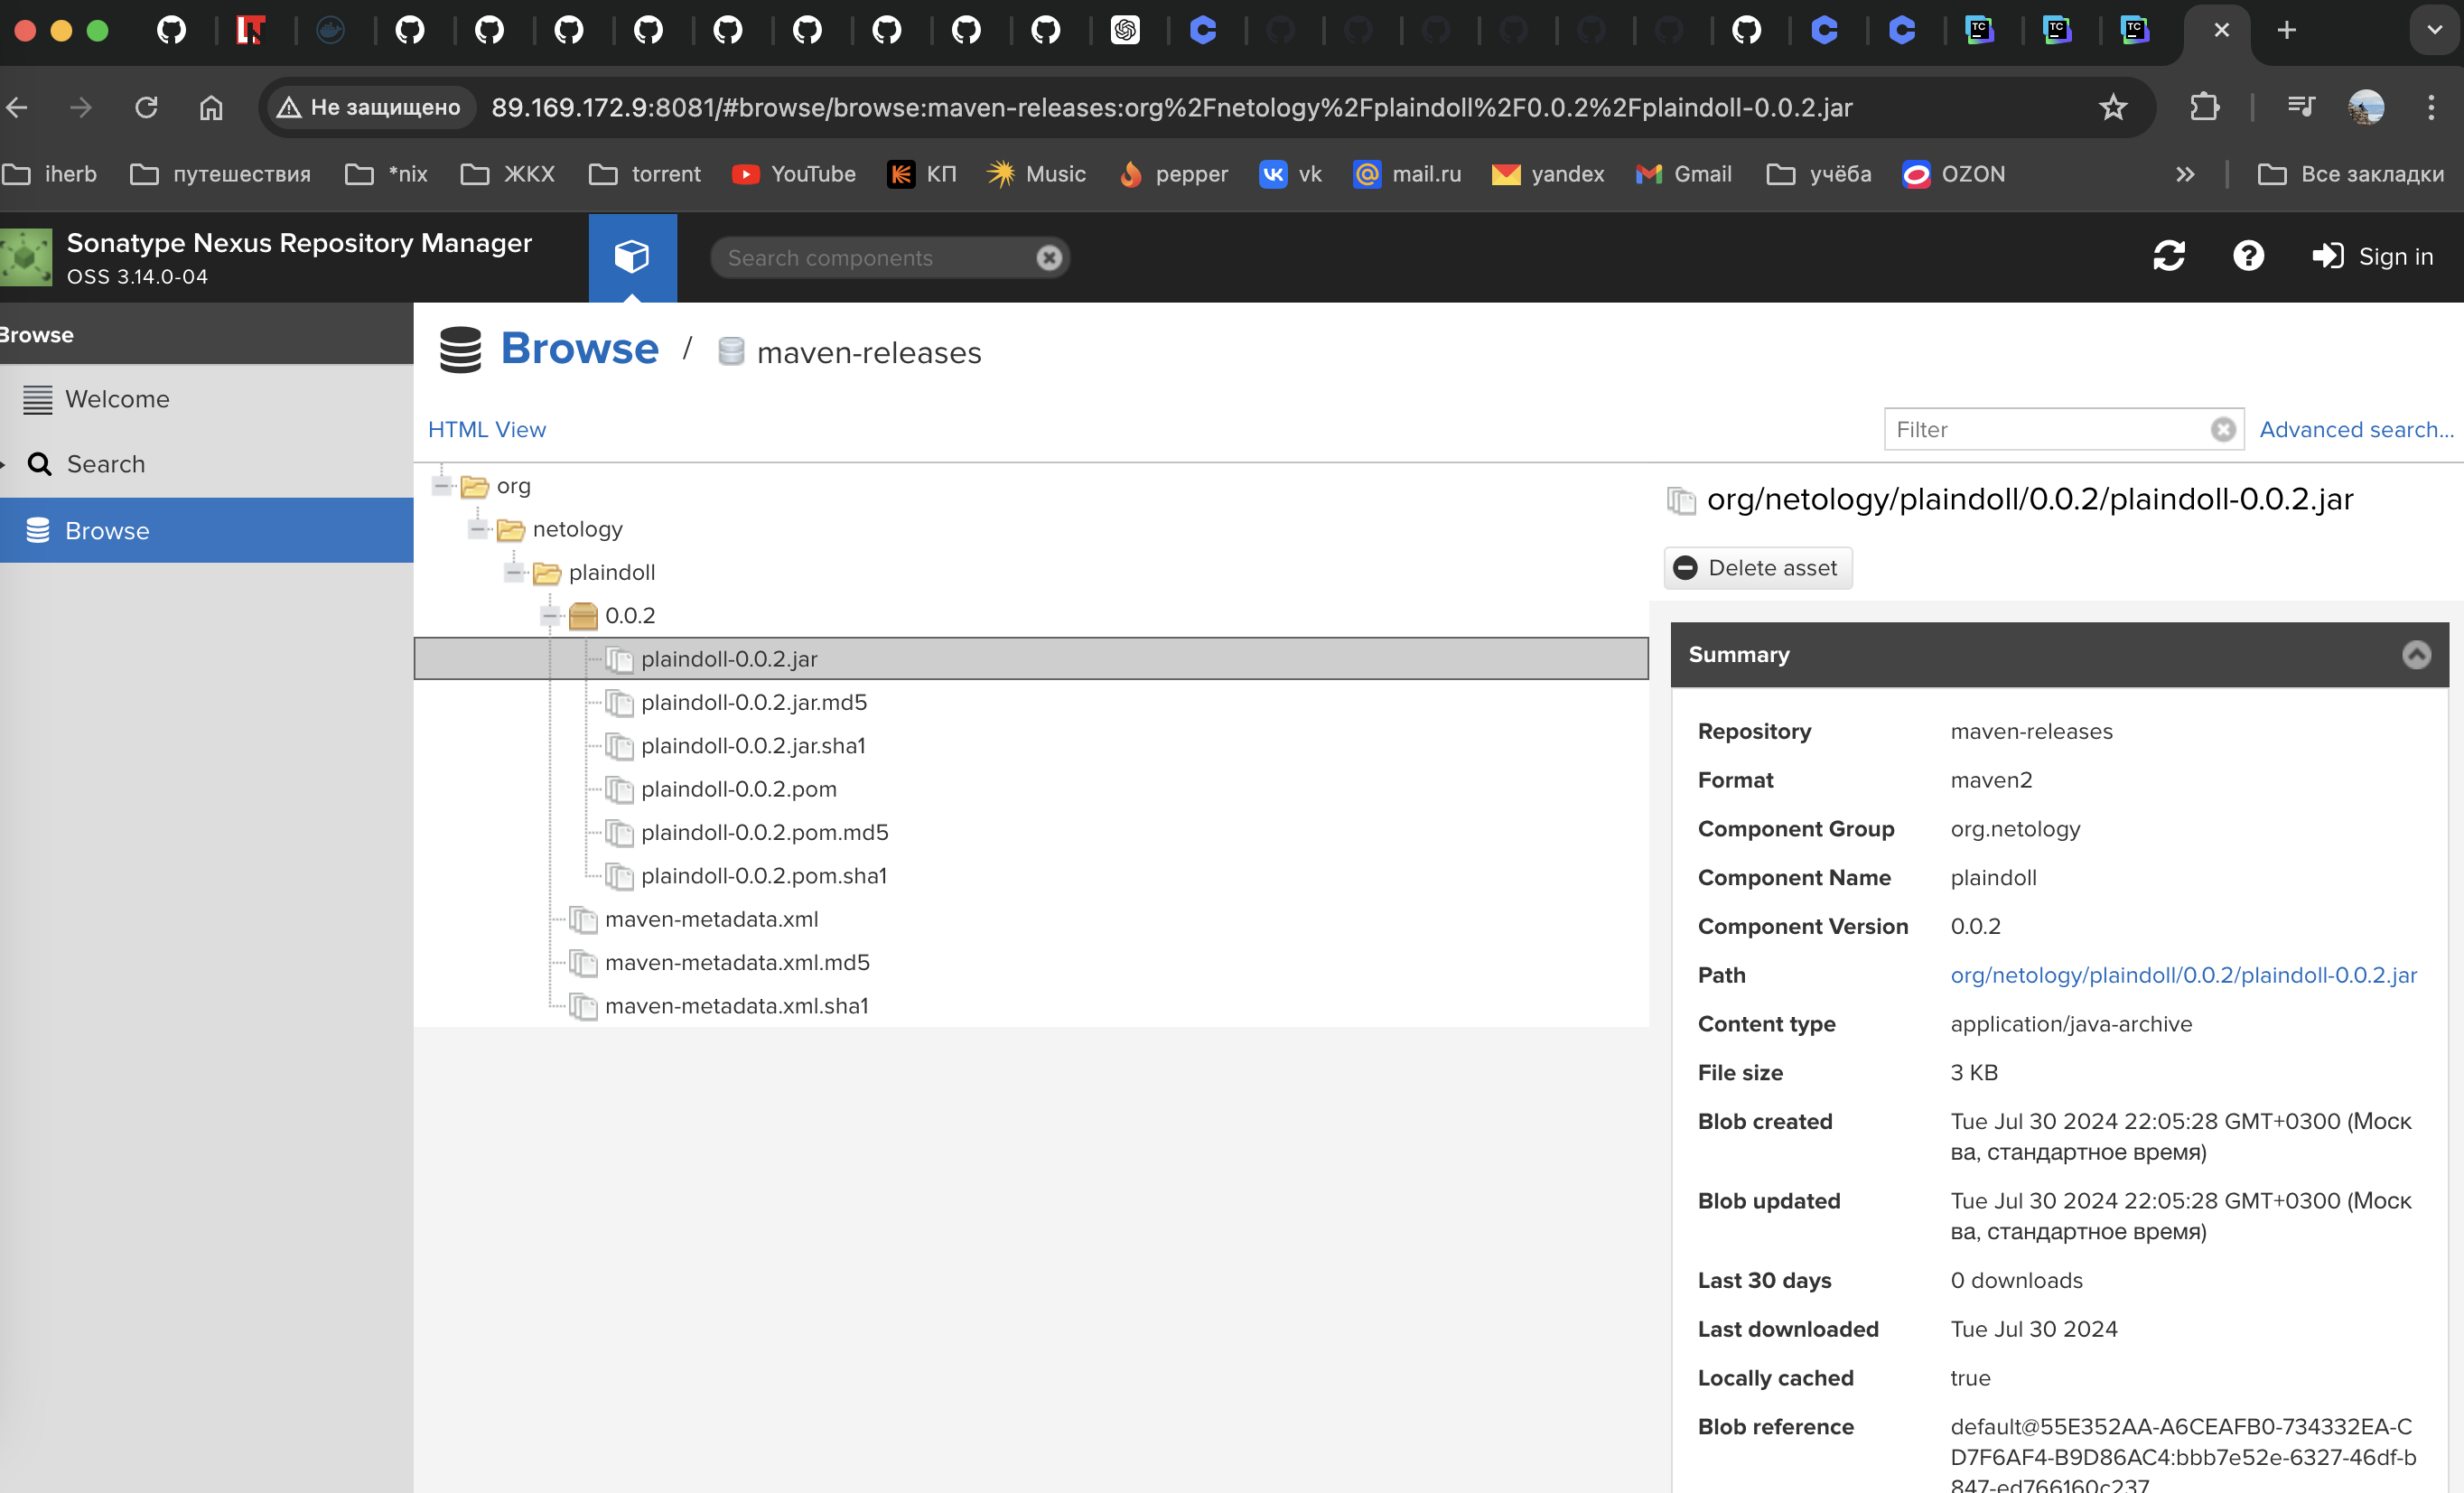 Не защищено 89.169.172.9:8081/#browse/browse:maven-releases:org%2Fnetology%2Fplaindoll%2F0.0.2%2Fplaindoll-0.0.2.jar
iherb путешествия *nix ЖКХ torrent YouTube КП Music pepper vk mail.ru yandex Gmail учёба OZON » Все закладки
Sonatype Nexus Repository Manager
OSS 3.14.0-04
Search components
Sign in
Browse
Welcome
Search
Browse
Browse / maven-releases
HTML View
Filter
Advanced search...
org
netology
plaindoll
0.0.2
plaindoll-0.0.2.jar
plaindoll-0.0.2.jar.md5
plaindoll-0.0.2.jar.sha1
plaindoll-0.0.2.pom
plaindoll-0.0.2.pom.md5
plaindoll-0.0.2.pom.sha1
maven-metadata.xml
maven-metadata.xml.md5
maven-metadata.xml.sha1
org/netology/plaindoll/0.0.2/plaindoll-0.0.2.jar
Delete asset
Summary
Repository maven-releases
Format maven2
Component Group org.netology
Component Name plaindoll
Component Version 0.0.2
Path org/netology/plaindoll/0.0.2/plaindoll-0.0.2.jar
Content type application/java-archive
File size 3 KB
Blob created Tue Jul 30 2024 22:05:28 GMT+0300 (Моск
ва, стандартное время)
Blob updated Tue Jul 30 2024 22:05:28 GMT+0300 (Моск
ва, стандартное время)
Last 30 days 0 downloads
Last downloaded Tue Jul 30 2024
Locally cached true
Blob reference default@55E352AA-A6CEAFB0-734332EA-C
D7F6AF4-B9D86AC4:bbb7e52e-6327-46df-b
847-ed766160c237